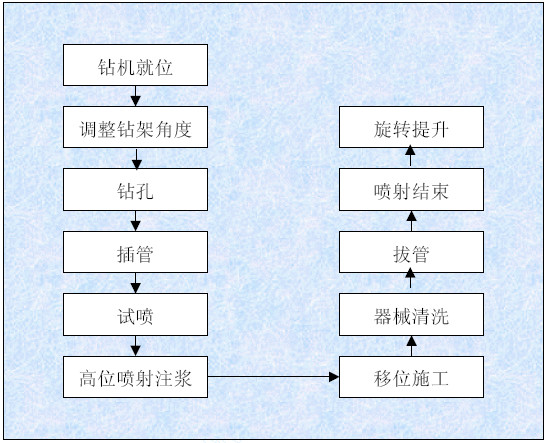 钻机就位
调整钻架角度
钻孔
插管
试喷
高位喷射注浆
旋转提升
喷射结束
拔管
器械清洗
移位施工